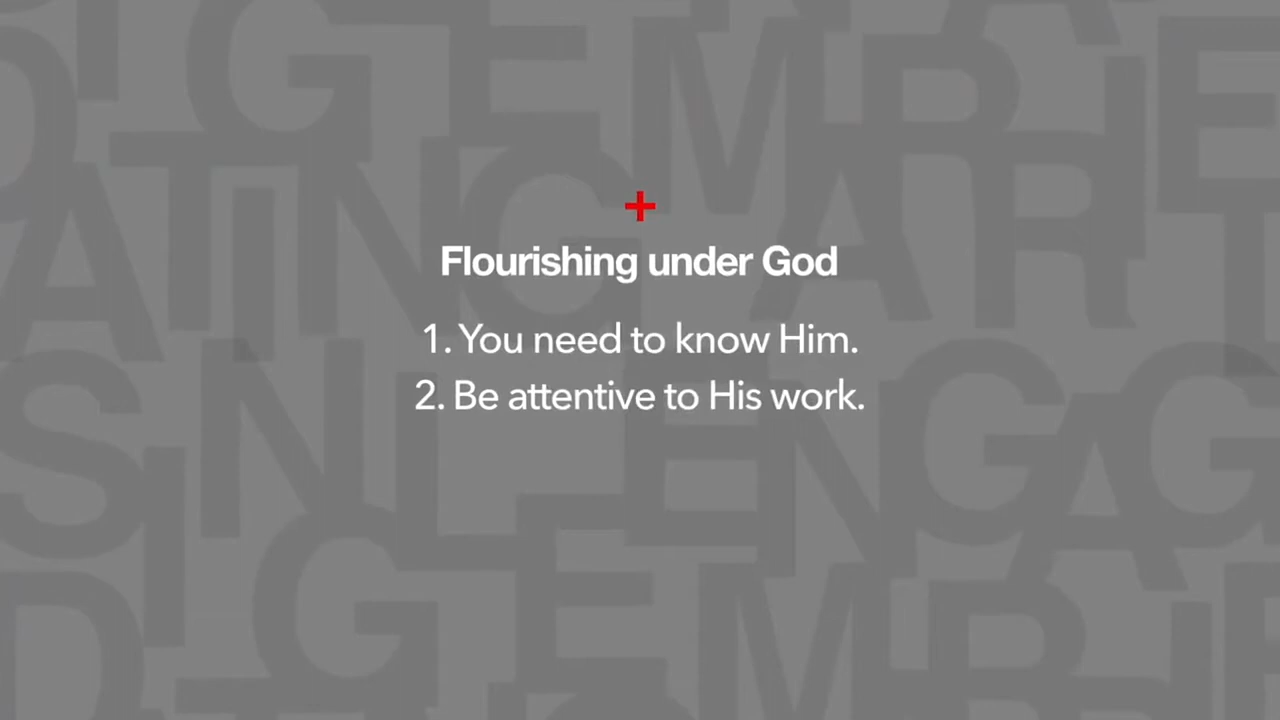 Flourishing under God
1. You need to know Him.
2. Be attentive to His work.